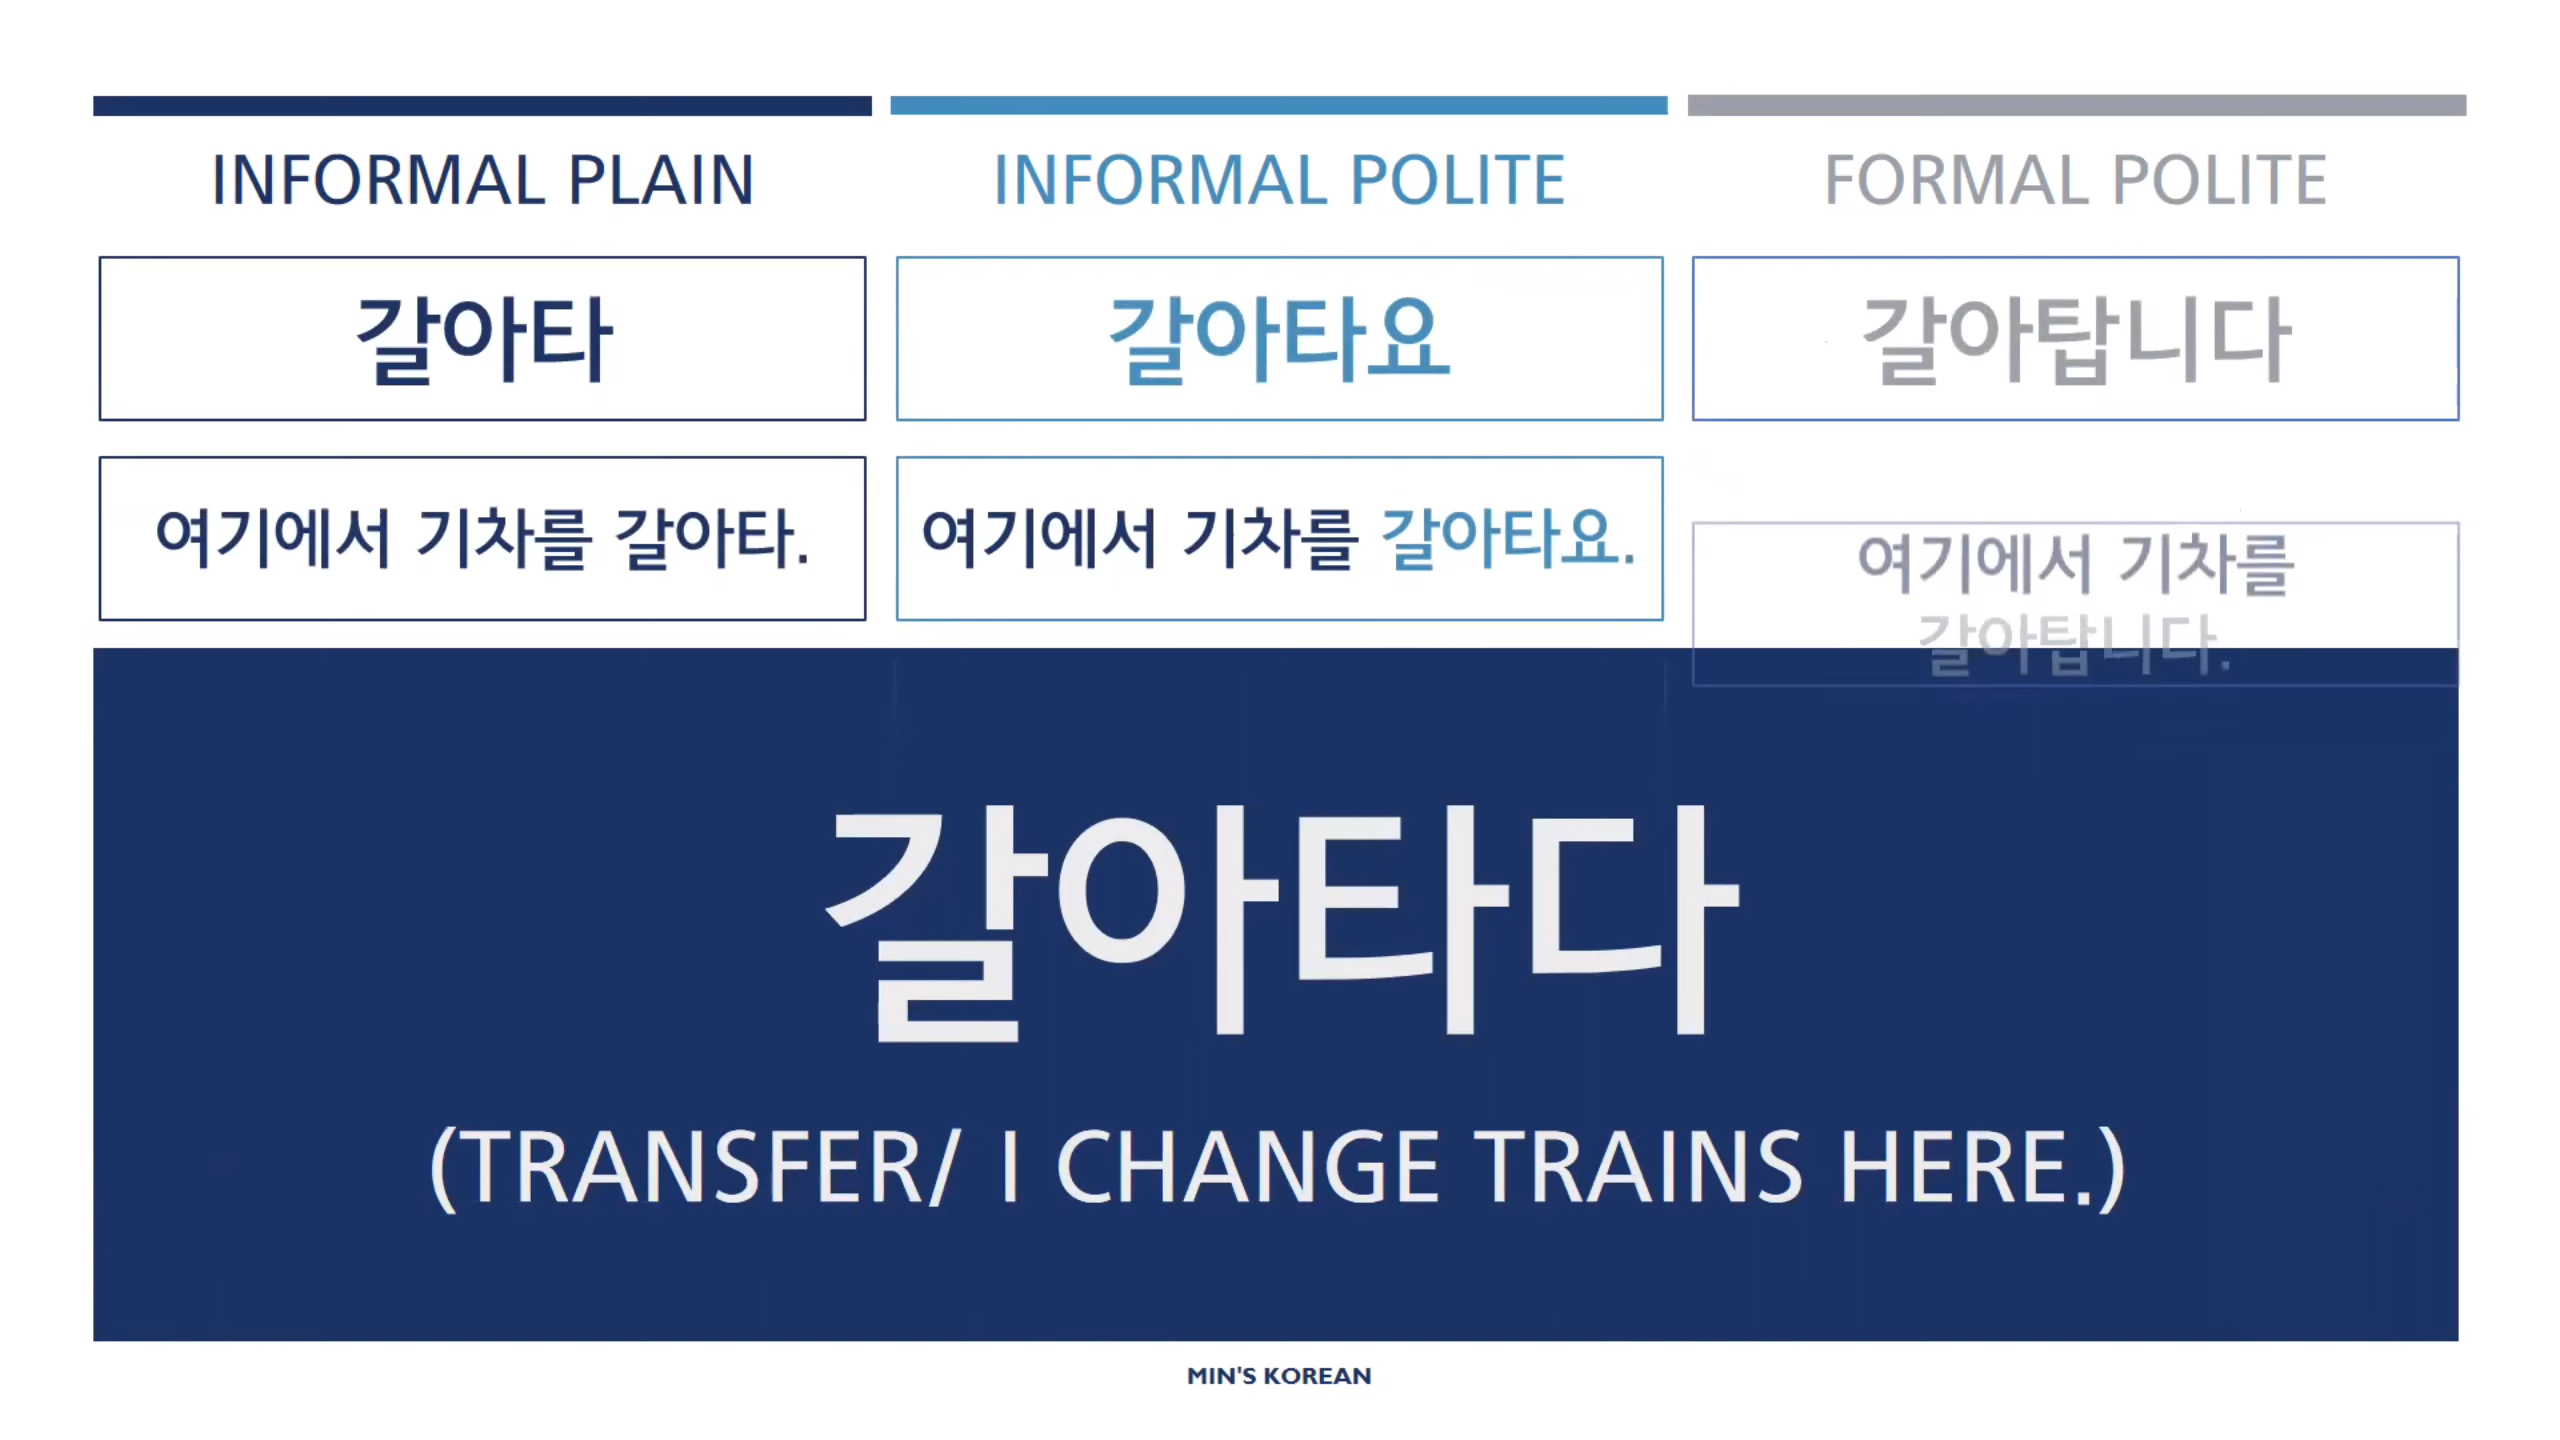 INFORMAL PLAIN
INFORMAL POLITE
FORMAL POLITE
갈아타
갈아타요
갈아탑니다
여기에서 기차를 갈아타.
여기에서 기차를 갈아타요.
여기에서 기차를
갈아탑니다.
갈아타다
(TRANSFER/ I CHANGE TRAINS HERE.)
MIN'S KOREAN